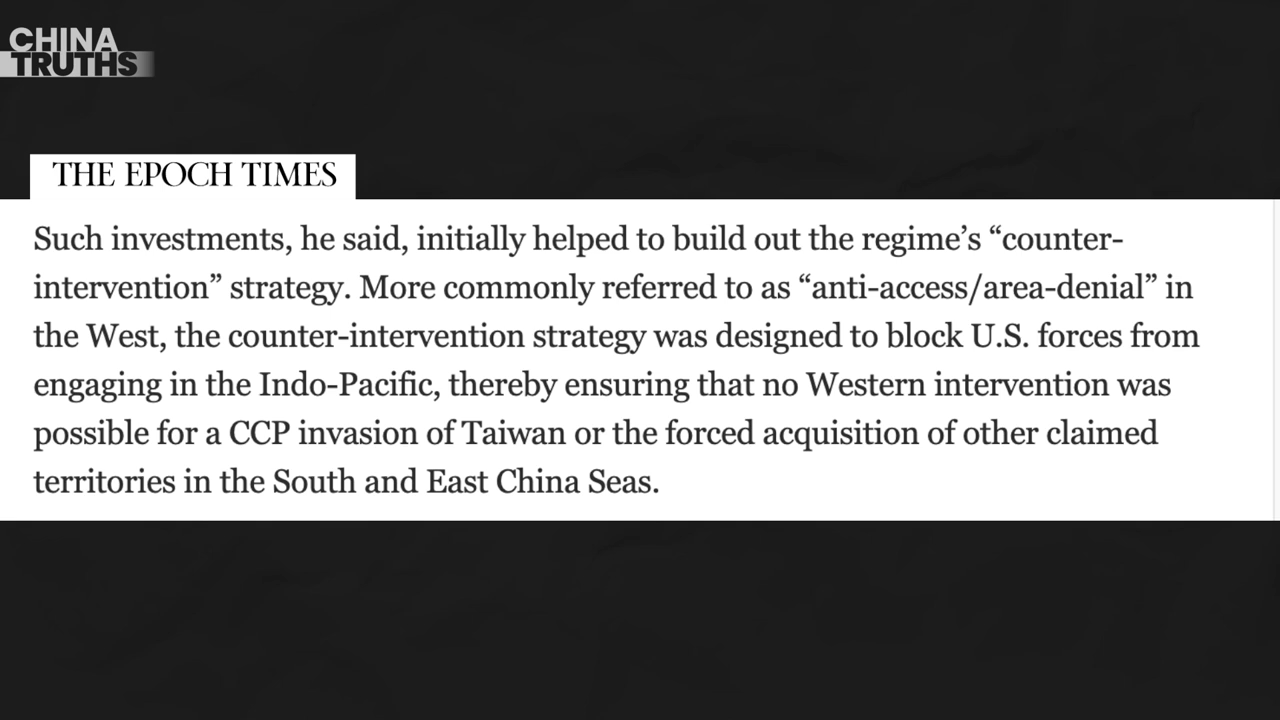 CHINA
TRUTHS
THE EPOCH TIMES
Such investments, he said, initially helped to build out the regime’s “counter-
intervention” strategy. More commonly referred to as “anti-access/area-denial” in
the West, the counter-intervention strategy was designed to block U.S. forces from
engaging in the Indo-Pacific, thereby ensuring that no Western intervention was
possible for a CCP invasion of Taiwan or the forced acquisition of other claimed
territories in the South and East China Seas.